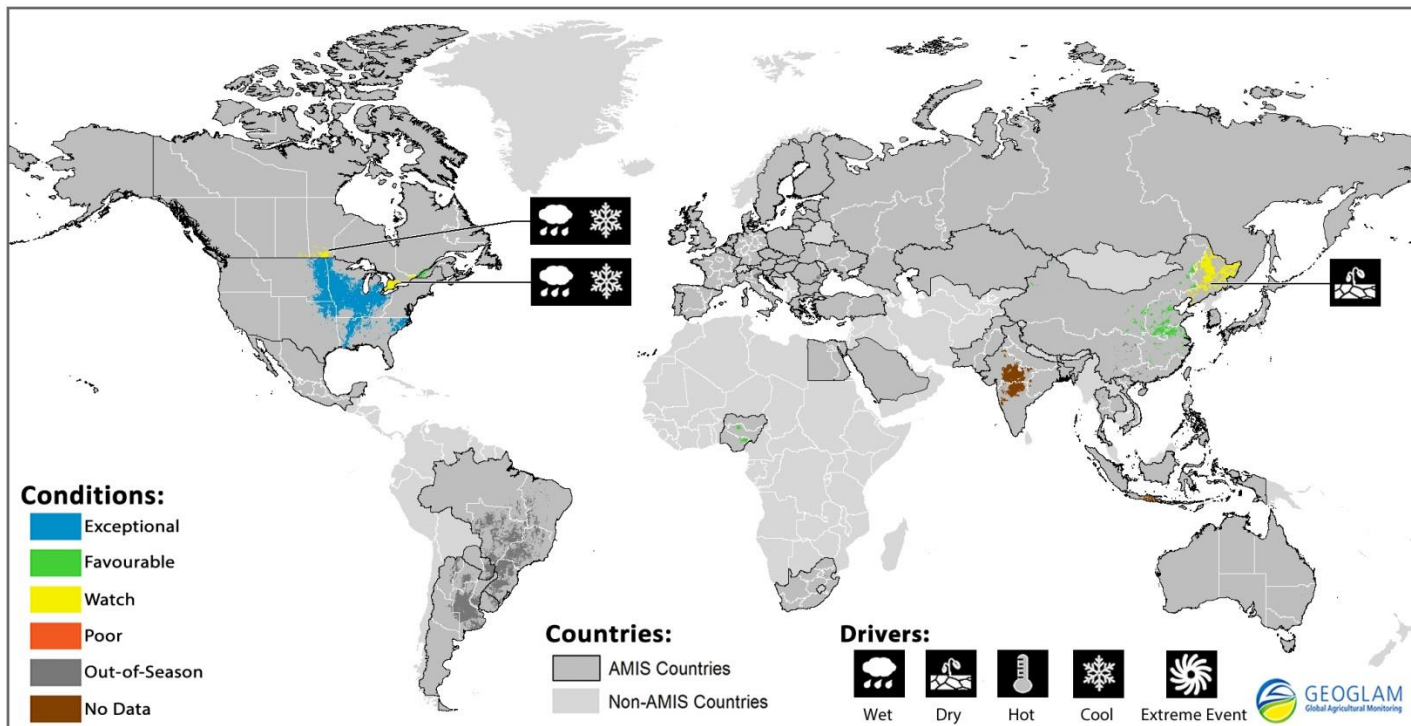 Conditions:
Exceptional
Favourable
Watch
Poor
Out-of-Season
No Data
Countries:
AMIS Countries
Non-AMIS Countries
Drivers:
Wet
Dry
Hot
Cool
Extreme Event
GEOGLAM
Global Agricultural Monitoring